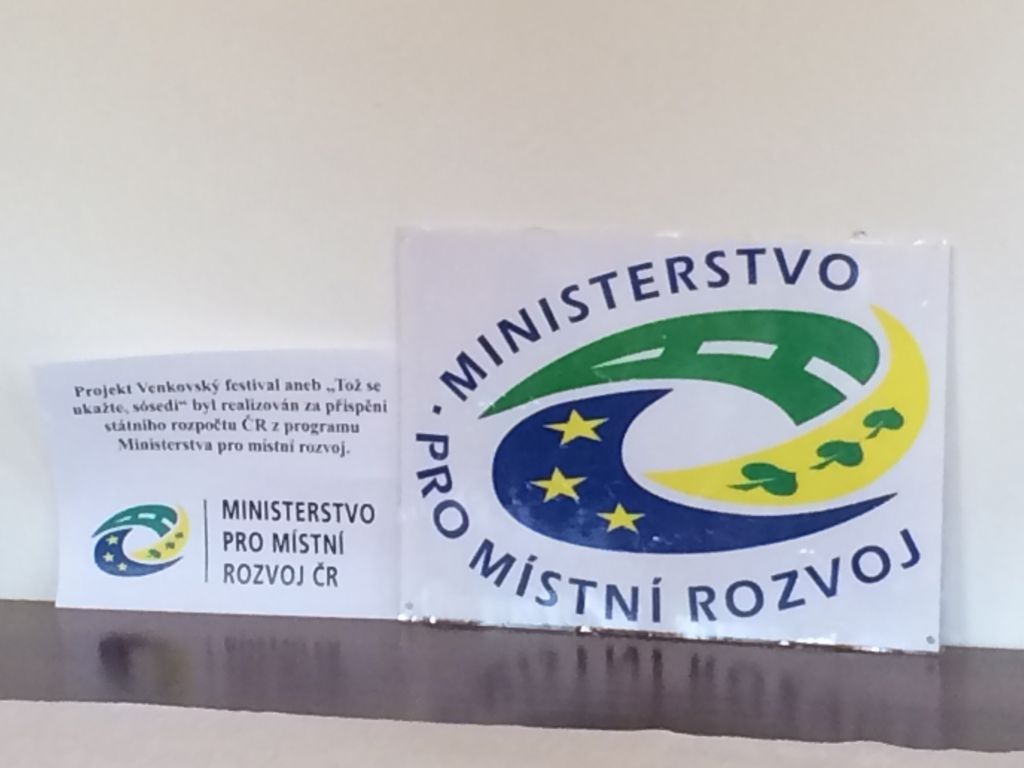 Projekt Venkovský festival aneb „Tož se
ukažte, sósedi“ byl realizován za přispění
státního rozpočtu ČR z programu
Ministerstva pro místní rozvoj.
MINISTERSTVO
PRO MÍSTNÍ
ROZVOJ ČR
· MINISTERSTVO
PRO MÍSTNÍ ROZVOJ